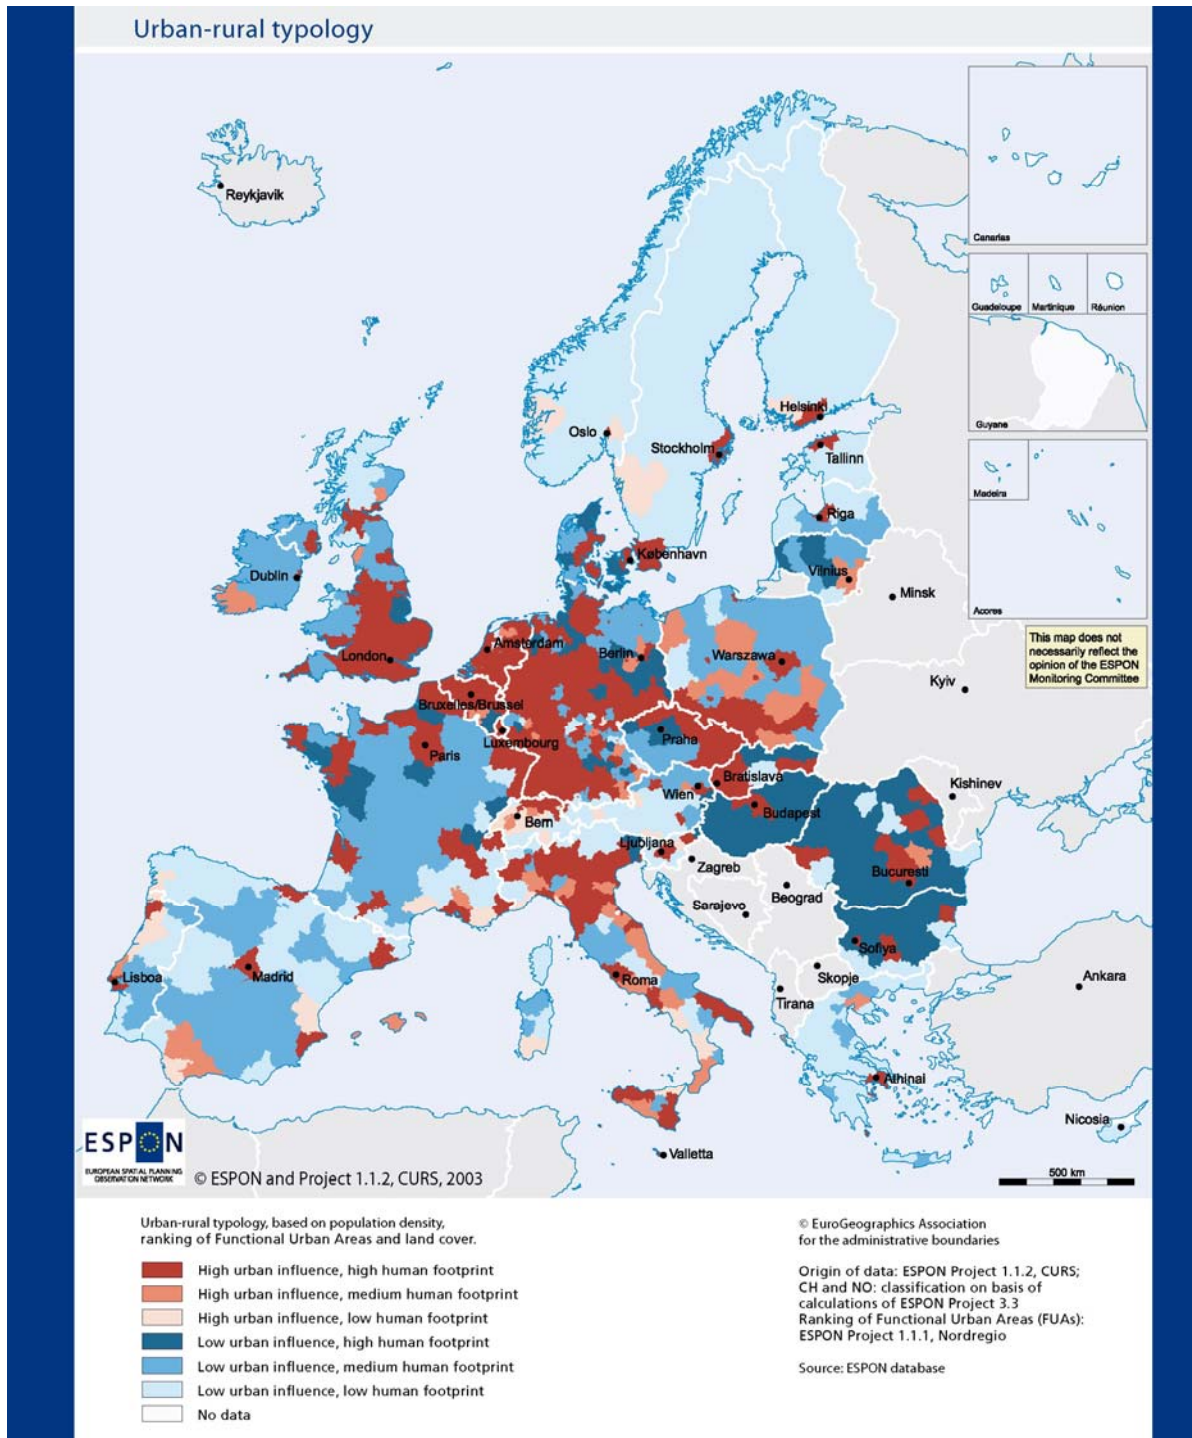 Urban-rural typology
Reykjavik
Canarias
Guadeloupe
Martinique
Réunion
Guyane
Madeira
Acores
This map does not
necessarily reflect the
opinion of the ESPON
Monitoring Committee
Helsinki
Oslo
Stockholm
Tallinn
Riga
København
Dublin
Vilnius
Minsk
Amsterdam
Berlin
Warszawa
London
Kyiv
Bruxelles/Brussel
Luxembourg
Praha
Paris
Bratislava
Kishinev
Wien
Budapest
Bern
Ljubljana
Zagreb
Bucuresti
Beograd
Sarajevo
Sofiya
Lisboa
Madrid
Roma
Skopje
Tirana
Ankara
Athinai
Nicosia
Valletta
500 km
ESPON
EUROPEAN SPATIAL PLANNING
OBSERVATION NETWORK
© ESPON and Project 1.1.2, CURS, 2003
Urban-rural typology, based on population density,
ranking of Functional Urban Areas and land cover.
High urban influence, high human footprint
High urban influence, medium human footprint
High urban influence, low human footprint
Low urban influence, high human footprint
Low urban influence, medium human footprint
Low urban influence, low human footprint
No data
© EuroGeographics Association
for the administrative boundaries
Origin of data: ESPON Project 1.1.2, CURS;
CH and NO: classification on basis of
calculations of ESPON Project 3.3
Ranking of Functional Urban Areas (FUAs):
ESPON Project 1.1.1, Nordregio
Source: ESPON database